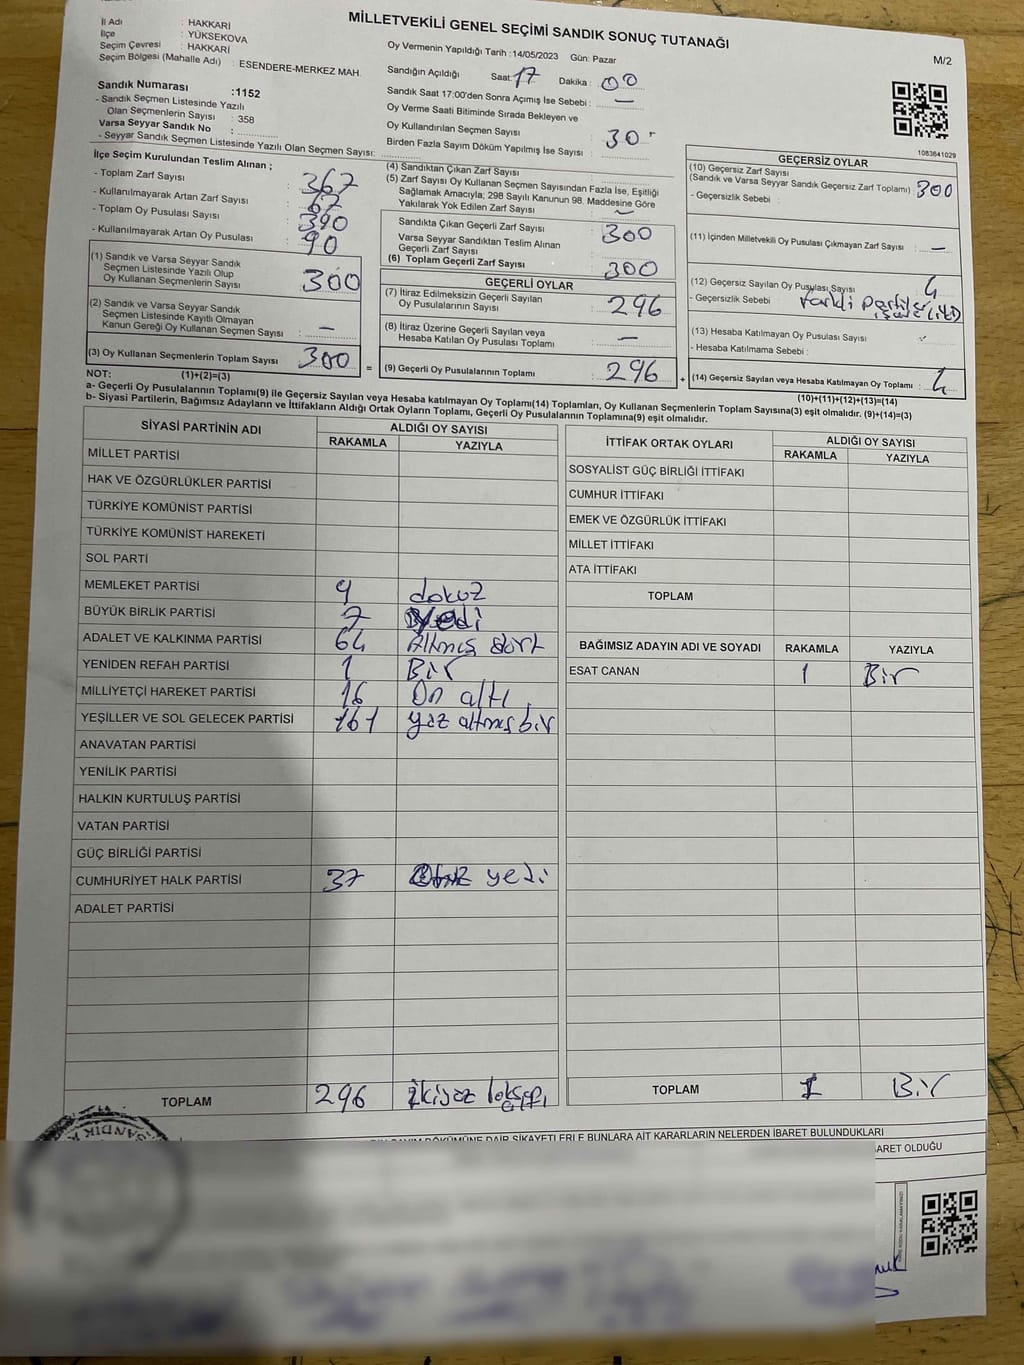 MİLLETVEKİLİ GENEL SEÇİMİ SANDIK SONUÇ TUTANAĞI
M/2
İl Adı : HAKKARİ
İlçe : YÜKSEKOVA
Seçim Çevresi : HAKKARİ
Seçim Bölgesi (Mahalle Adı) : ESENDERE-MERKEZ MAH.
Sandık Numarası :1152
- Sandık Seçmen Listesinde Yazılı
Olan Seçmenlerin Sayısı : 358
Varsa Seyyar Sandık No :
- Seyyar Sandık Seçmen Listesinde Yazılı Olan Seçmen Sayısı:
Oy Vermenin Yapıldığı Tarih :14/05/2023 Gün: Pazar
Sandığın Açıldığı Saat: 17 Dakika : 00
Sandık Saat 17:00'den Sonra Açımış İse Sebebi : —
Oy Verme Saati Bitiminde Sırada Bekleyen ve
Oy Kullandırılan Seçmen Sayısı : 30
Birden Fazla Sayım Döküm Yapılmış İse Sayısı :
1083641029
İlçe Seçim Kurulundan Teslim Alınan ;
- Toplam Zarf Sayısı : 367
- Kullanılmayarak Artan Zarf Sayısı : 67
- Toplam Oy Pusulası Sayısı : 390
- Kullanılmayarak Artan Oy Pusulası : 90
(1) Sandık ve Varsa Seyyar Sandık
Seçmen Listesinde Yazılı Olup
Oy Kullanan Seçmenlerin Sayısı : 300
(2) Sandık ve Varsa Seyyar Sandık
Seçmen Listesinde Kayıtlı Olmayan
Kanun Gereği Oy Kullanan Seçmen Sayısı : —
(3) Oy Kullanan Seçmenlerin Toplam Sayısı : 300
(4) Sandıktan Çıkan Zarf Sayısı :
(5) Zarf Sayısı Oy Kullanan Seçmen Sayısından Fazla İse, Eşitliği
Sağlamak Amacıyla; 298 Sayılı Kanunun 98. Maddesine Göre
Yakılarak Yok Edilen Zarf Sayısı : —
Sandıkta Çıkan Geçerli Zarf Sayısı : 300
Varsa Seyyar Sandıktan Teslim Alınan
Geçerli Zarf Sayısı :
(6) Toplam Geçerli Zarf Sayısı : 300
GEÇERLİ OYLAR
(7) İtiraz Edilmeksizin Geçerli Sayılan
Oy Pusulalarının Sayısı : 296
(8) İtiraz Üzerine Geçerli Sayılan veya
Hesaba Katılan Oy Pusulası Toplamı : —
= (9) Geçerli Oy Pusulalarının Toplamı : 296 +
GEÇERSİZ OYLAR
(10) Geçersiz Zarf Sayısı
(Sandık ve Varsa Seyyar Sandık Geçersiz Zarf Toplamı) : 300
- Geçersizlik Sebebi :
(11) İçinden Milletvekili Oy Pusulası Çıkmayan Zarf Sayısı : —
(12) Geçersiz Sayılan Oy Pusulası Sayısı : 4
- Geçersizlik Sebebi : farklı
(13) Hesaba Katılmayan Oy Pusulası Sayısı :
- Hesaba Katılmama Sebebi :
(14) Geçersiz Sayılan veya Hesaba Katılmayan Oy Toplamı : 4
NOT: (1)+(2)=(3)
(10)+(11)+(12)+(13)=(14)
a- Geçerli Oy Pusulalarının Toplamı(9) ile Geçersiz Sayılan veya Hesaba katılmayan Oy Toplamı(14) Toplamları, Oy Kullanan Seçmenlerin Toplam Sayısına(3) eşit olmalıdır. (9)+(14)=(3)
b- Siyasi Partilerin, Bağımsız Adayların ve İttifakların Aldığı Ortak Oyların Toplamı, Geçerli Oy Pusulalarının Toplamına(9) eşit olmalıdır.
SİYASİ PARTİNİN ADI ALDIĞI OY SAYISI
RAKAMLA YAZIYLA
MİLLET PARTİSİ
HAK VE ÖZGÜRLÜKLER PARTİSİ
TÜRKİYE KOMÜNİST PARTİSİ
TÜRKİYE KOMÜNİST HAREKETİ
SOL PARTİ
MEMLEKET PARTİSİ 9 dokuz
BÜYÜK BİRLİK PARTİSİ 7 yedi
ADALET VE KALKINMA PARTİSİ 64 Altmış dört
YENİDEN REFAH PARTİSİ 1 Bir
MİLLİYETÇİ HAREKET PARTİSİ 16 On altı
YEŞİLLER VE SOL GELECEK PARTİSİ 161 yüz altmış bir
ANAVATAN PARTİSİ
YENİLİK PARTİSİ
HALKIN KURTULUŞ PARTİSİ
VATAN PARTİSİ
GÜÇ BİRLİĞİ PARTİSİ
CUMHURİYET HALK PARTİSİ 37 Otuz yedi
ADALET PARTİSİ
TOPLAM 296 ikiyüz
İTTİFAK ORTAK OYLARI ALDIĞI OY SAYISI
RAKAMLA YAZIYLA
SOSYALİST GÜÇ BİRLİĞİ İTTİFAKI
CUMHUR İTTİFAKI
EMEK VE ÖZGÜRLÜK İTTİFAKI
MİLLET İTTİFAKI
ATA İTTİFAKI
TOPLAM
BAĞIMSIZ ADAYIN ADI VE SOYADI RAKAMLA YAZIYLA
ESAT CANAN 1 Bir
TOPLAM 1 Bir
SAYIM DÖKÜMÜNE DAİR ŞİKAYETLERLE BUNLARA AİT KARARLARIN NELERDEN İBARET BULUNDUKLARI
OLDUĞU
SANDIK